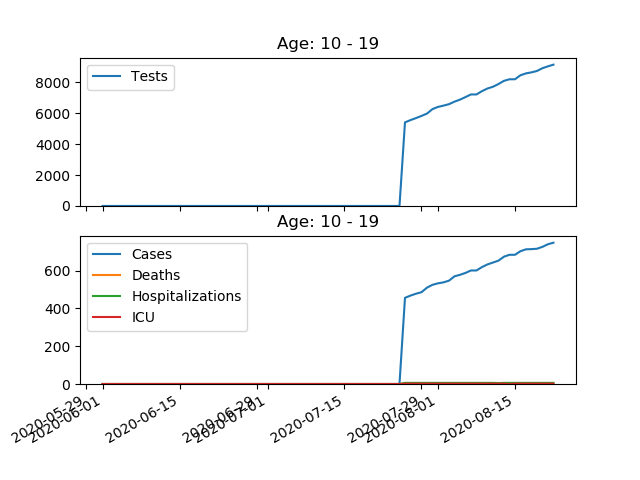 Age: 10 - 19
8000
6000
4000
2000
0
Tests
Age: 10 - 19
600
400
200
0
Cases
Deaths
Hospitalizations
ICU
2020-05-29
2020-06-01
2020-06-15
2020-06-29
2020-07-01
2020-07-15
2020-07-29
2020-08-01
2020-08-15